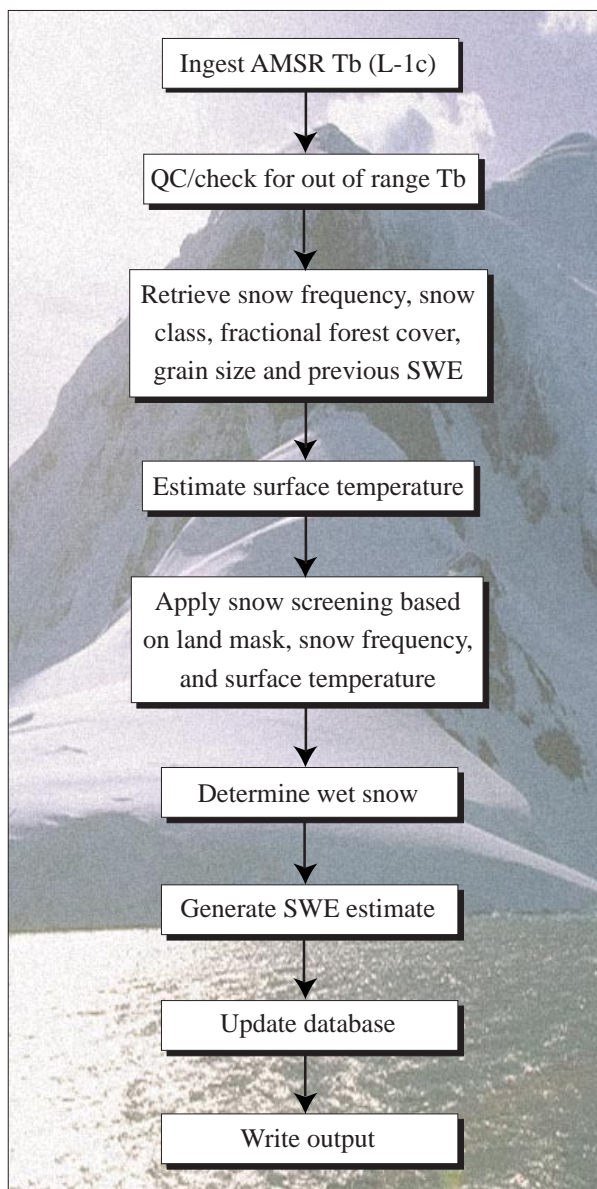 Ingest AMSR Tb (L-1c)
QC/check for out of range Tb
Retrieve snow frequency, snow
class, fractional forest cover,
grain size and previous SWE
Estimate surface temperature
Apply snow screening based
on land mask, snow frequency,
and surface temperature
Determine wet snow
Generate SWE estimate
Update database
Write output